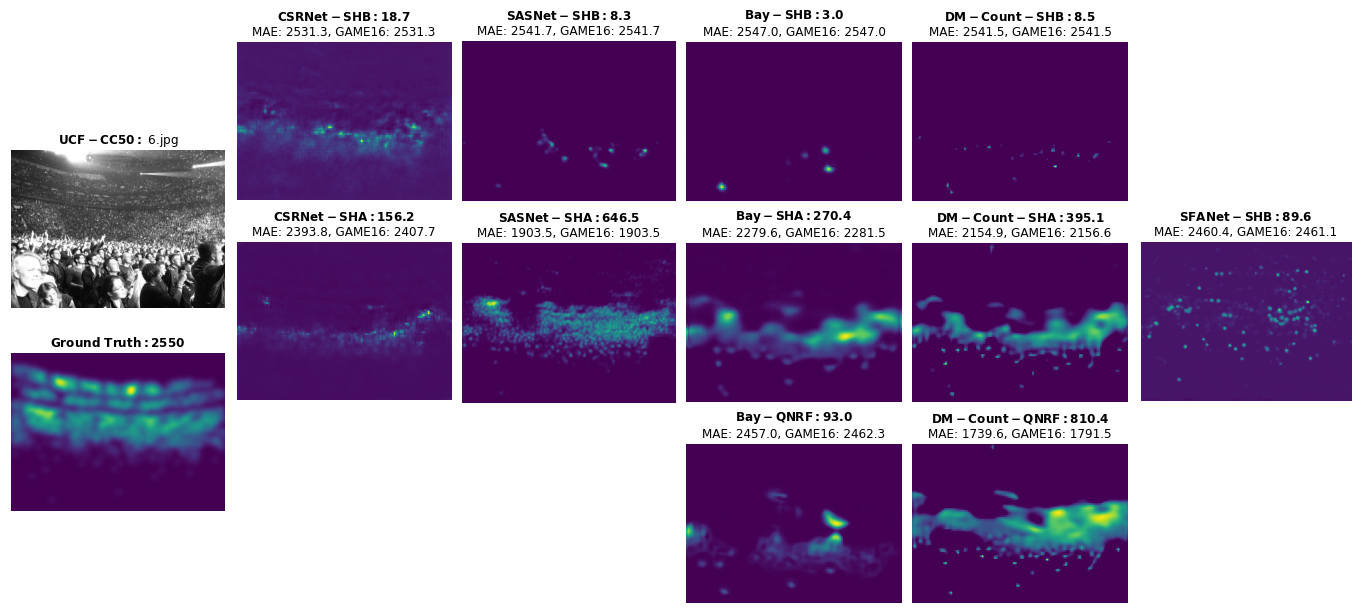 CSRNet − SHB: 18.7
MAE: 2531.3, GAME16: 2531.3
SASNet − SHB: 8.3
MAE: 2541.7, GAME16: 2541.7
Bay − SHB: 3.0
MAE: 2547.0, GAME16: 2547.0
DM − Count − SHB: 8.5
MAE: 2541.5, GAME16: 2541.5
UCF − CC50: 6.jpg
CSRNet − SHA: 156.2
MAE: 2393.8, GAME16: 2407.7
SASNet − SHA: 646.5
MAE: 1903.5, GAME16: 1903.5
Bay − SHA: 270.4
MAE: 2279.6, GAME16: 2281.5
DM − Count − SHA: 395.1
MAE: 2154.9, GAME16: 2156.6
SFANet − SHB: 89.6
MAE: 2460.4, GAME16: 2461.1
Ground Truth: 2550
Bay − QNRF: 93.0
MAE: 2457.0, GAME16: 2462.3
DM − Count − QNRF: 810.4
MAE: 1739.6, GAME16: 1791.5